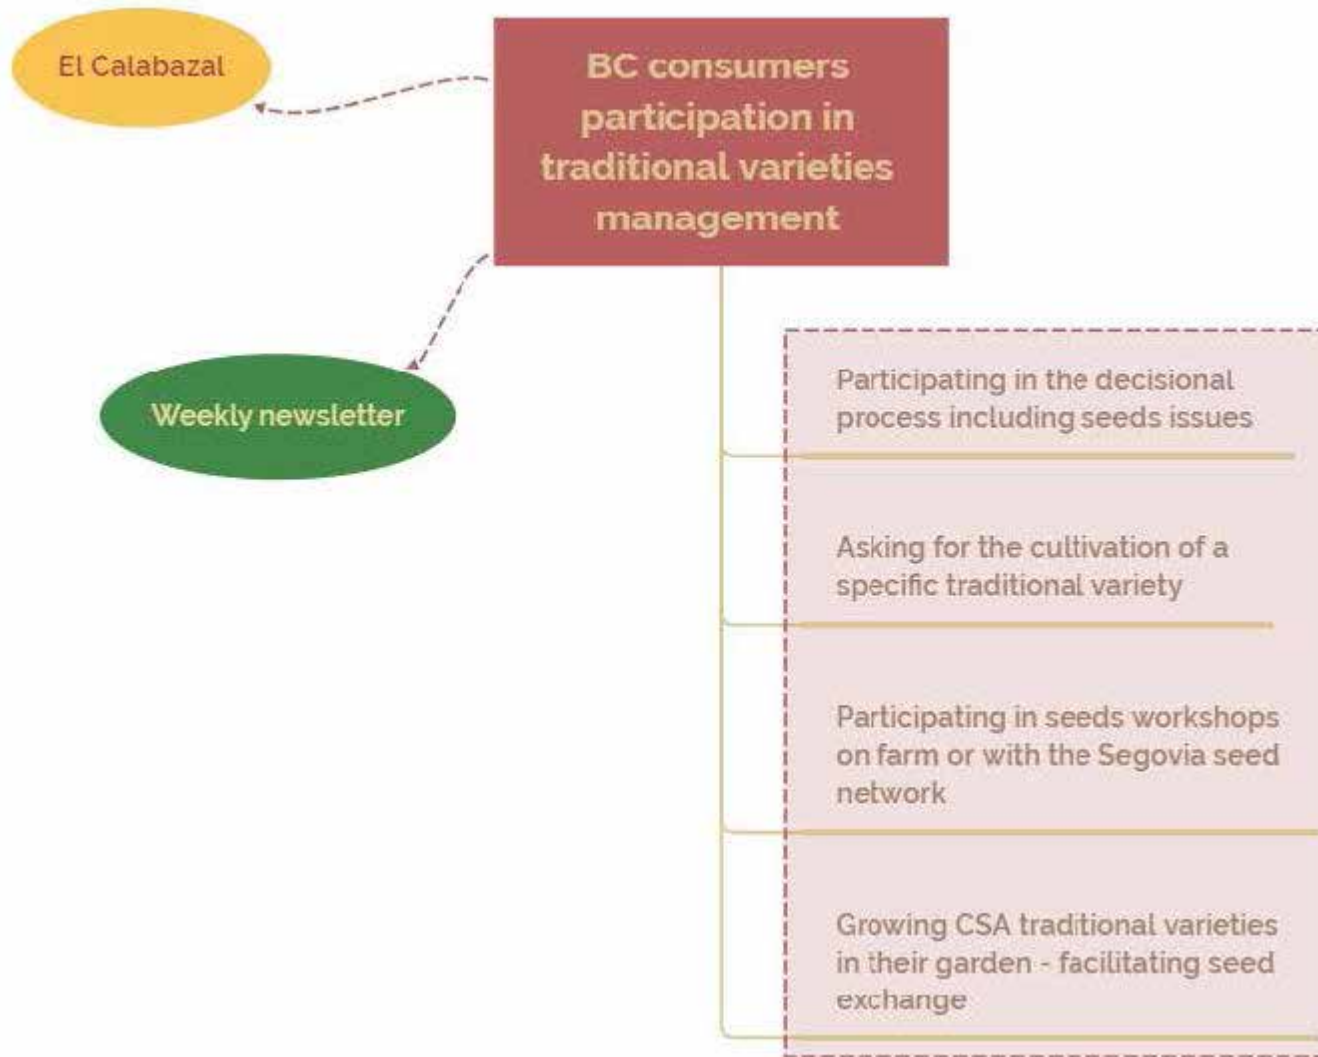 El Calabazal
BC consumers
participation in
traditional varieties
management
Weekly newsletter
Participating in the decisional
process including seeds issues
Asking for the cultivation of a
specific traditional variety
Participating in seeds workshops
on farm or with the Segovia seed
network
Growing CSA traditional varieties
in their garden - facilitating seed
exchange